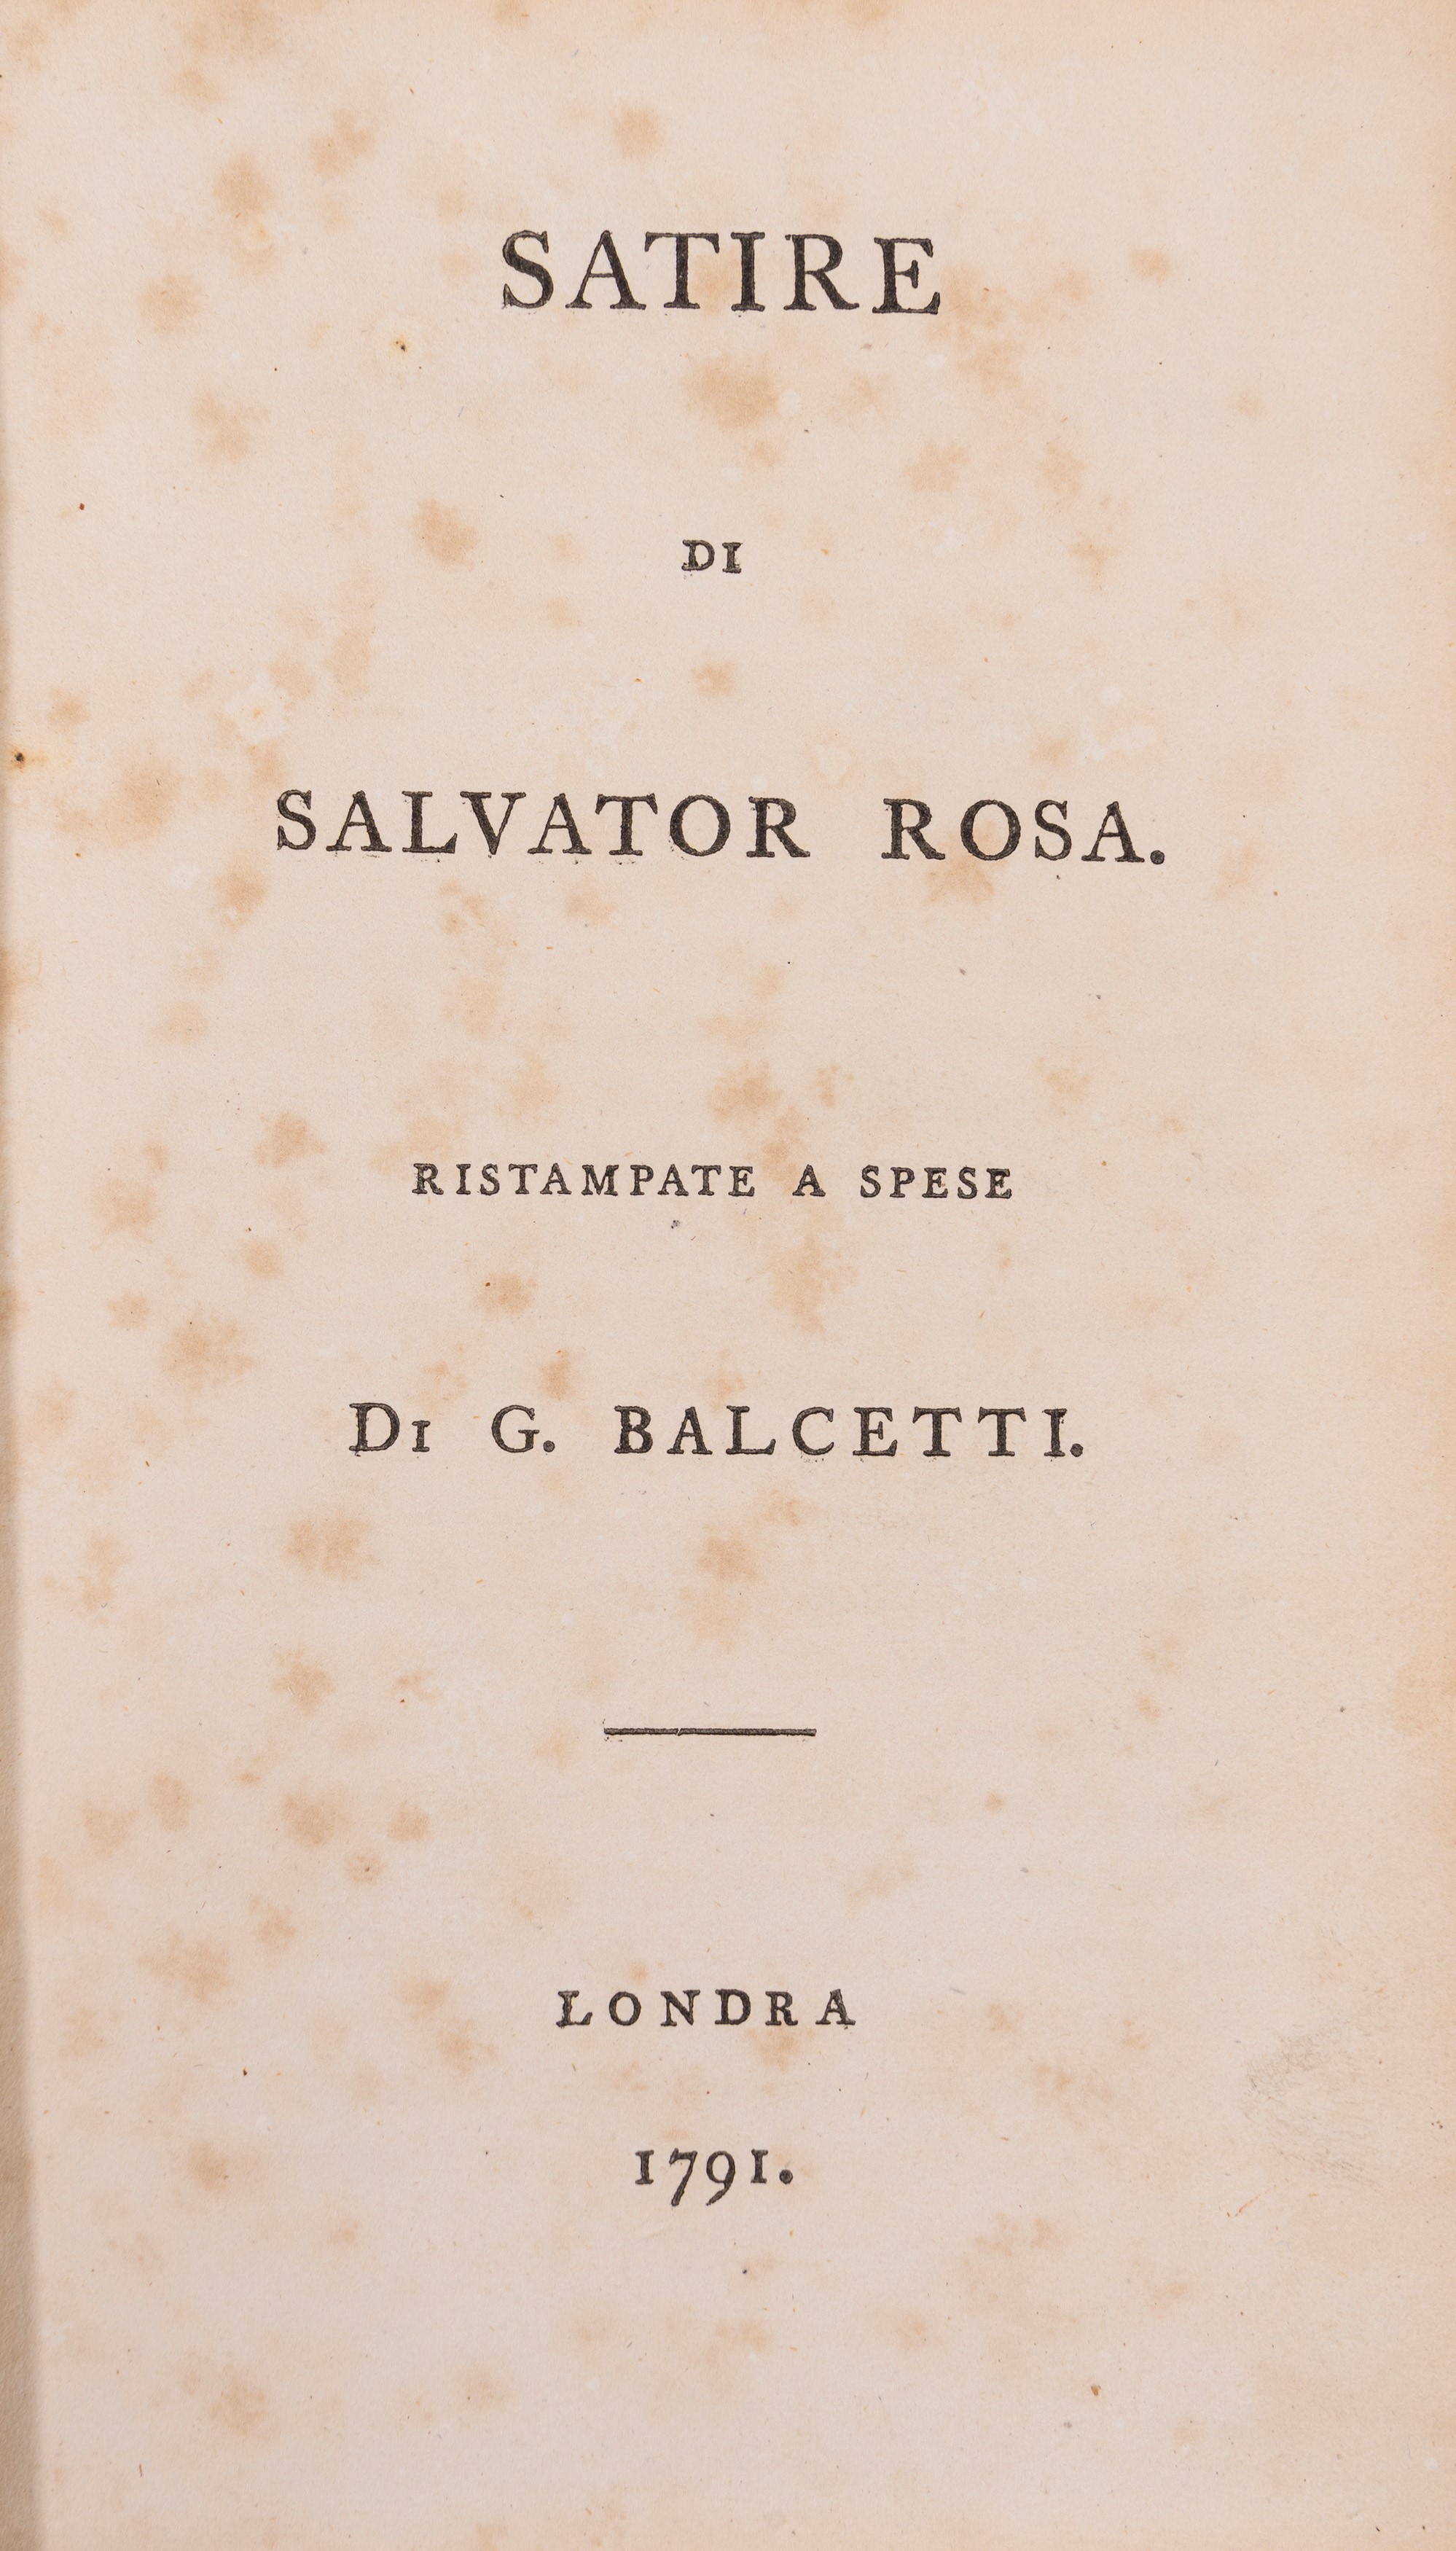 SATIRE
DI
SALVATOR ROSA.
RISTAMPATE A SPESE
DI G. BALCETTI.
LONDRA
1791.